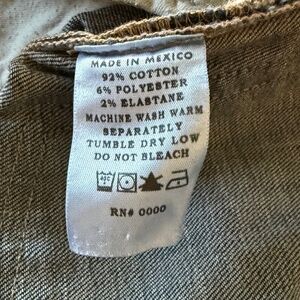 MADE IN MEXICO
92% COTTON
6% POLYESTER
2% ELASTANE
MACHINE WASH WARM
SEPARATELY
TUMBLE DRY LOW
DO NOT BLEACH
RN# 0000